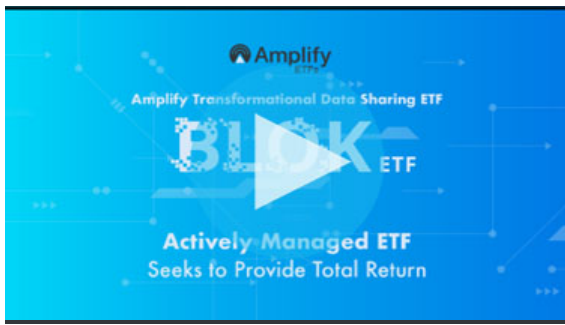 Amplify
ETFs
Amplify Transformational Data Sharing ETF
BLOK ETF
Actively Managed ETF
Seeks to Provide Total Return